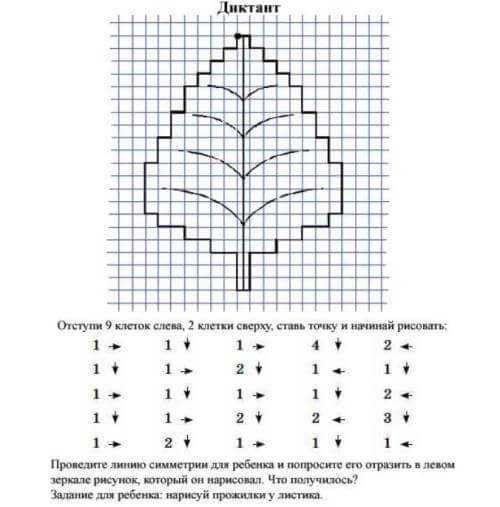 Диктант
Отступи 9 клеток слева, 2 клетки сверху, ставь точку и начинай рисовать:
1 → 1 ↓ 1 → 4 ↓ 2 ←
1 ↓ 1 → 2 ↓ 1 ← 1 ↓
1 → 1 ↓ 1 → 1 ↓ 2 ←
1 ↓ 1 → 2 ↓ 2 ← 3 ↓
1 → 2 ↓ 1 → 1 ↓ 1 ←
Проведите линию симметрии для ребенка и попросите его отразить в левом
зеркале рисунок, который он нарисовал. Что получилось?
Задание для ребенка: нарисуй прожилки у листика.